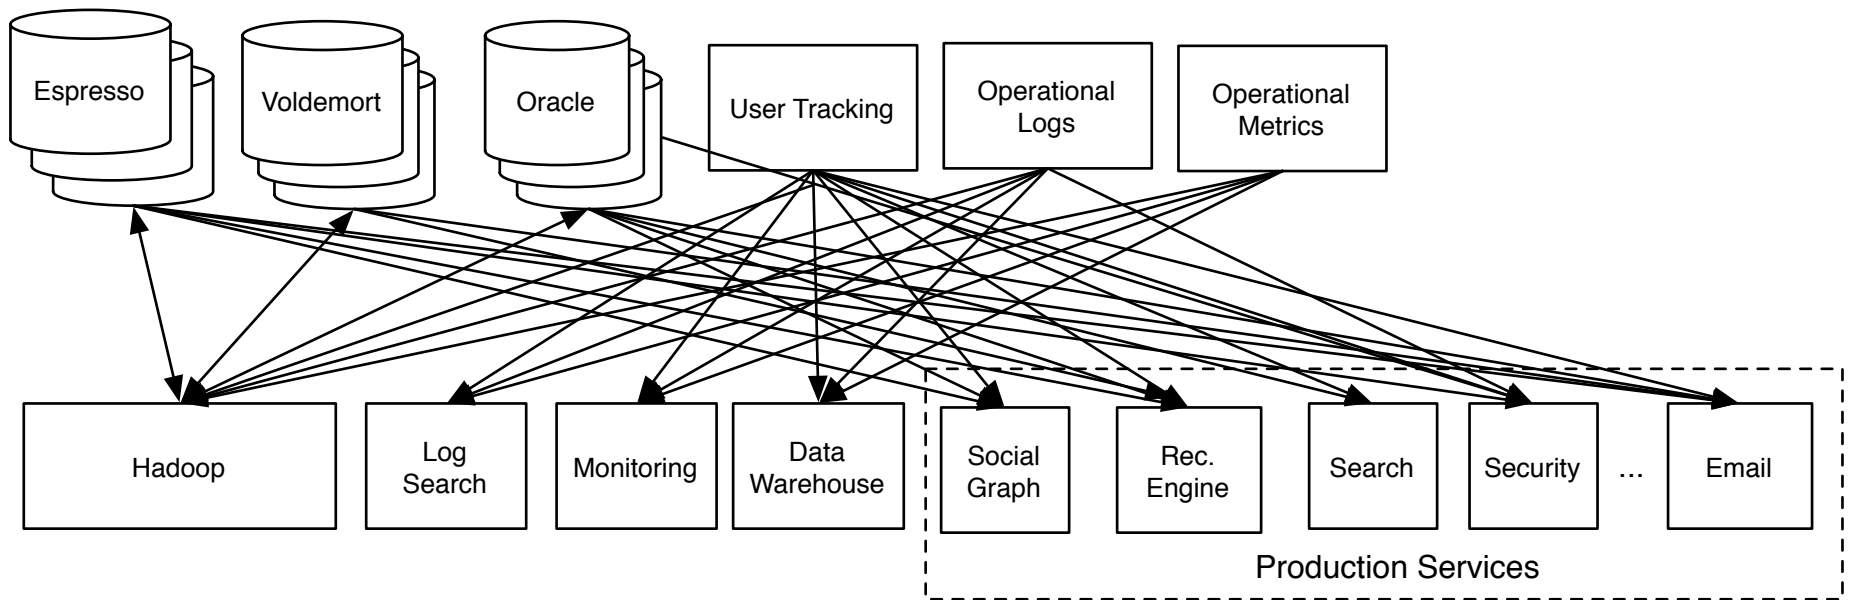 Espresso
Voldemort
Oracle
User Tracking
Operational
Logs
Operational
Metrics
Hadoop
Log
Search
Monitoring
Data
Warehouse
Social
Graph
Rec.
Engine
Search
Security
...
Email
Production Services